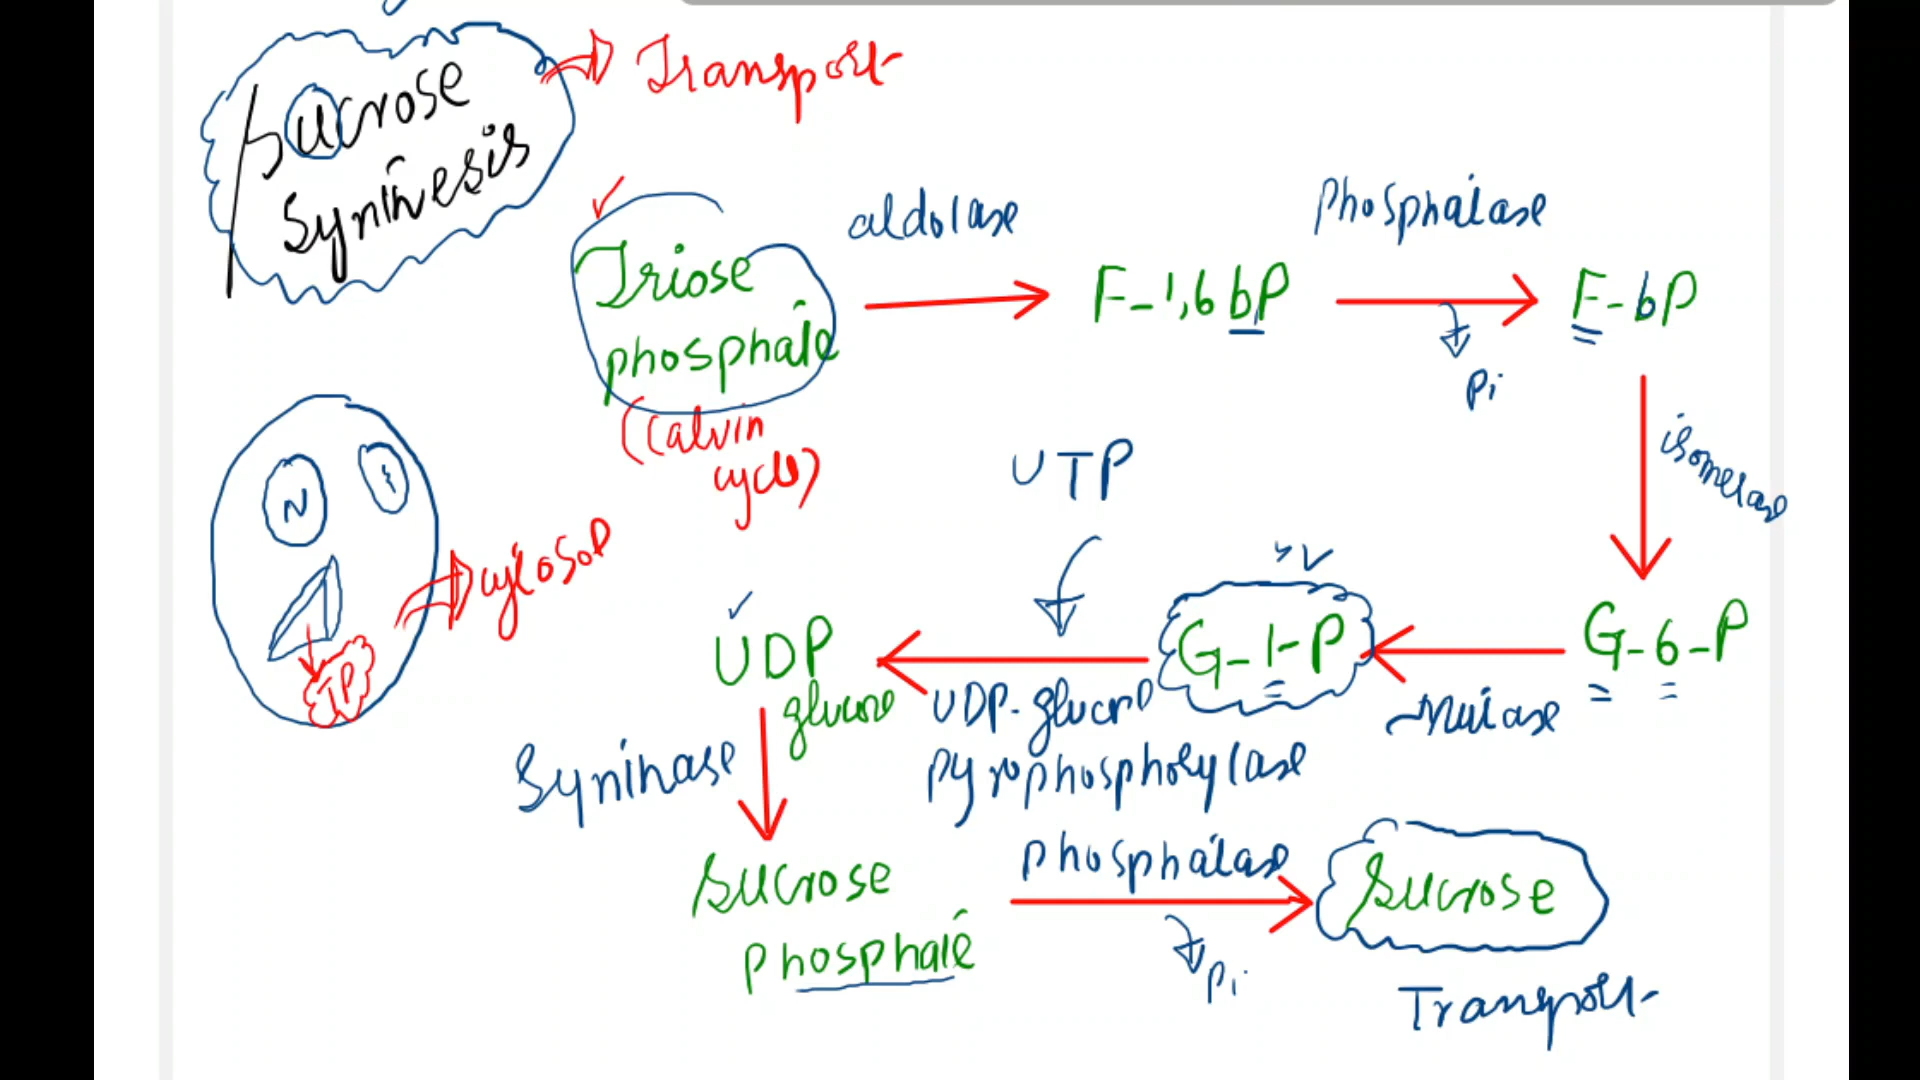 Sucrose
Synthesis
Transport
Triose
phosphate
(Calvin
cycle)
aldolase
F-1,6 bP
phosphatase
Pi
F-6P
isomerase
G-6-P
Mutase
G-1-P
UTP
UDP-glucose
pyrophosphorylase
UDP
glucose
Synthase
Sucrose
phosphate
phosphatase
Pi
Sucrose
Transport
N
TP
cytosol